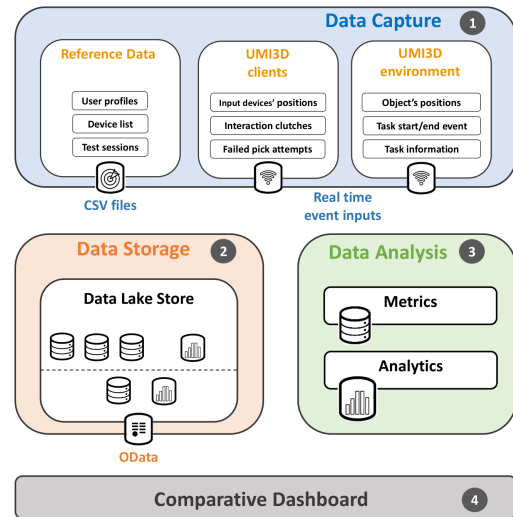 Data Capture 1
Reference Data
User profiles
Device list
Test sessions
CSV files
UMI3D
clients
Input devices' positions
Interaction clutches
Failed pick attempts
UMI3D
environment
Object's positions
Task start/end event
Task information
Real time
event inputs
Data Storage 2
Data Lake Store
OData
Data Analysis 3
Metrics
Analytics
Comparative Dashboard 4